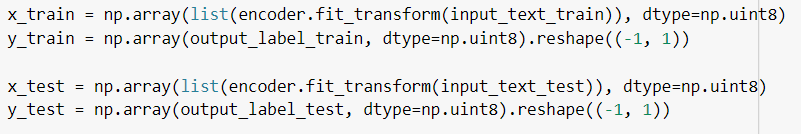 x_train = np.array(list(encoder.fit_transform(input_text_train)), dtype=np.uint8)
y_train = np.array(output_label_train, dtype=np.uint8).reshape((-1, 1))
x_test = np.array(list(encoder.fit_transform(input_text_test)), dtype=np.uint8)
y_test = np.array(output_label_test, dtype=np.uint8).reshape((-1, 1))